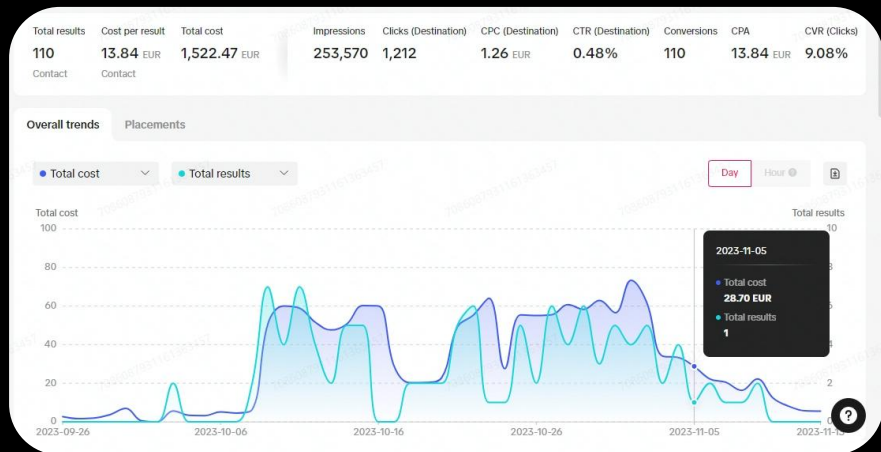 Total results Cost per result Total cost Impressions Clicks (Destination) CPC (Destination) CTR (Destination) Conversions CPA CVR (Clicks)
110 13.84 EUR 1,522.47 EUR 253,570 1,212 1.26 EUR 0.48% 110 13.84 EUR 9.08%
Contact Contact
Overall trends Placements
Total cost Total results Day Hour
Total cost Total results
100 10
80
60
40
20 2
0 0
2023-11-05
Total cost
28.70 EUR
Total results
1
2023-09-26 2023-10-06 2023-10-16 2023-10-26 2023-11-05
?